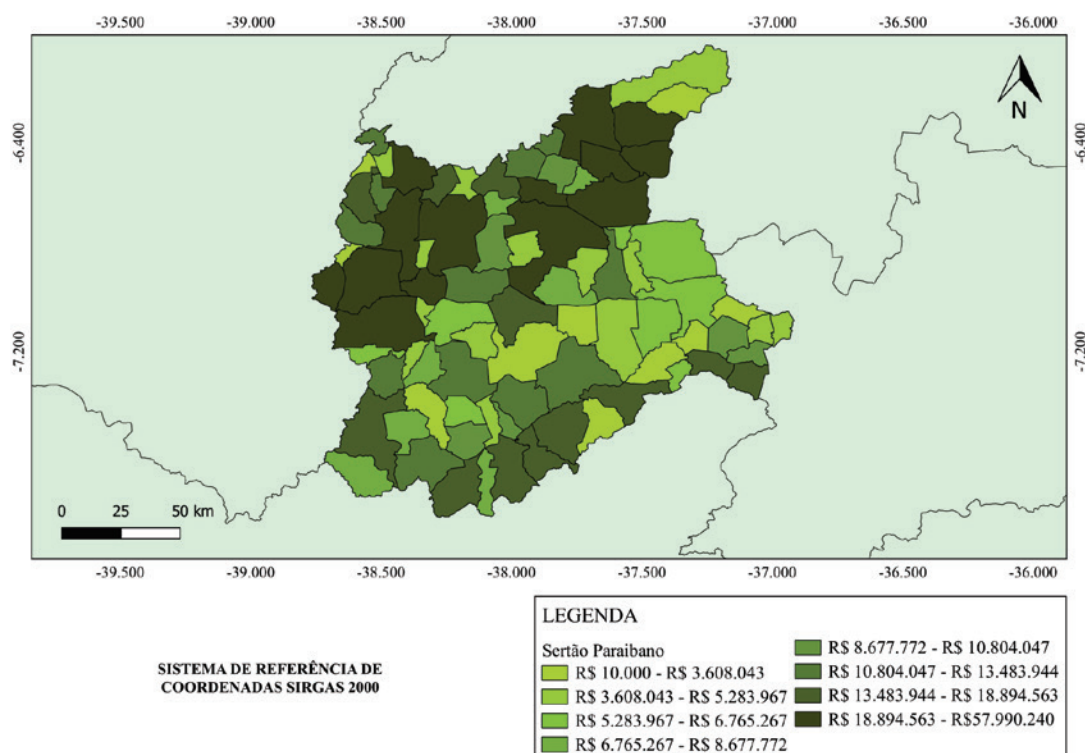 -39.500 -39.000 -38.500 -38.000 -37.500 -37.000 -36.000
N
-6.400 -6.400
-7.200 -7.200
0 25 50 km
-39.500 -39.000 -38.500 -38.000 -37.500 -37.000 -36.500 -36.000
SISTEMA DE REFERÊNCIA DE
COORDENADAS SIRGAS 2000
LEGENDA
Sertão Paraibano
R$ 10.000 - R$ 3.608.043
R$ 3.608.043 - R$ 5.283.967
R$ 5.283.967 - R$ 6.765.267
R$ 6.765.267 - R$ 8.677.772
R$ 8.677.772 - R$ 10.804.047
R$ 10.804.047 - R$ 13.483.944
R$ 13.483.944 - R$ 18.894.563
R$ 18.894.563 - R$57.990.240